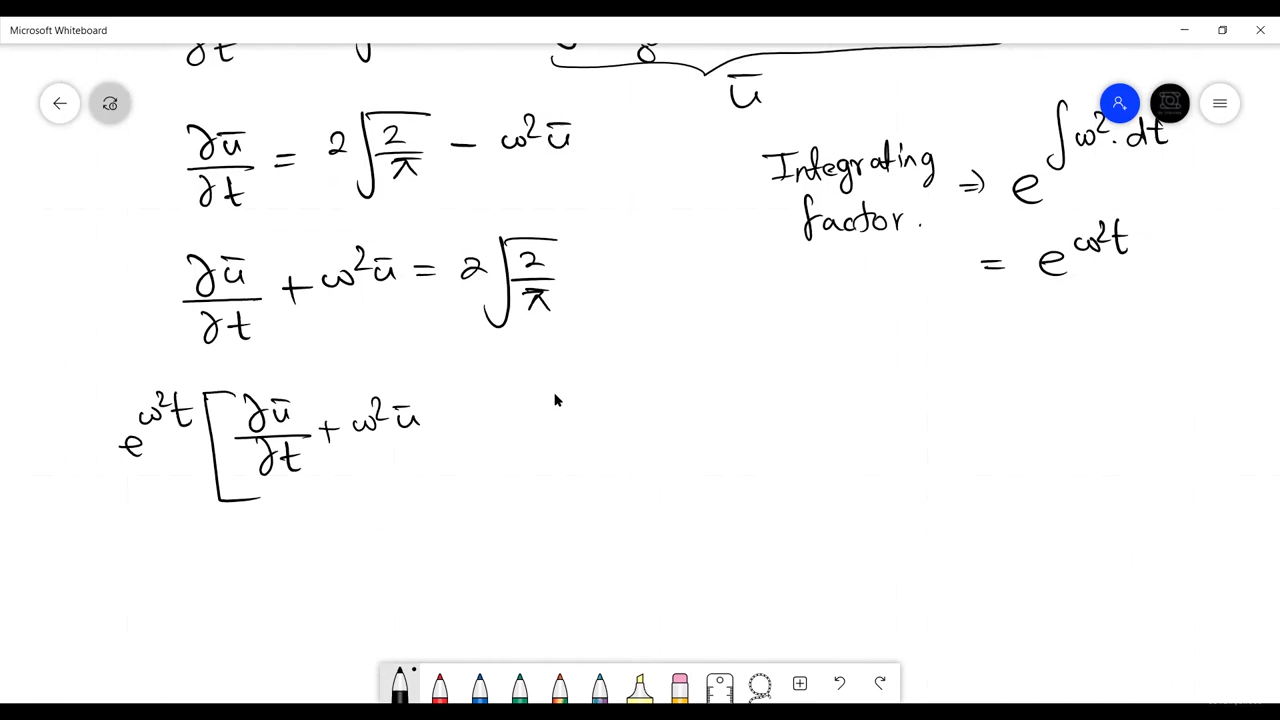 Microsoft Whiteboard
∂t
ū
∂ū/∂t = 2√(2/π) − ω²ū
Integrating factor. ⇒ e^(∫ω².dt)
= e^(ω²t)
∂ū/∂t + ω²ū = 2√(2/π)
e^(ω²t) [ ∂ū/∂t + ω²ū